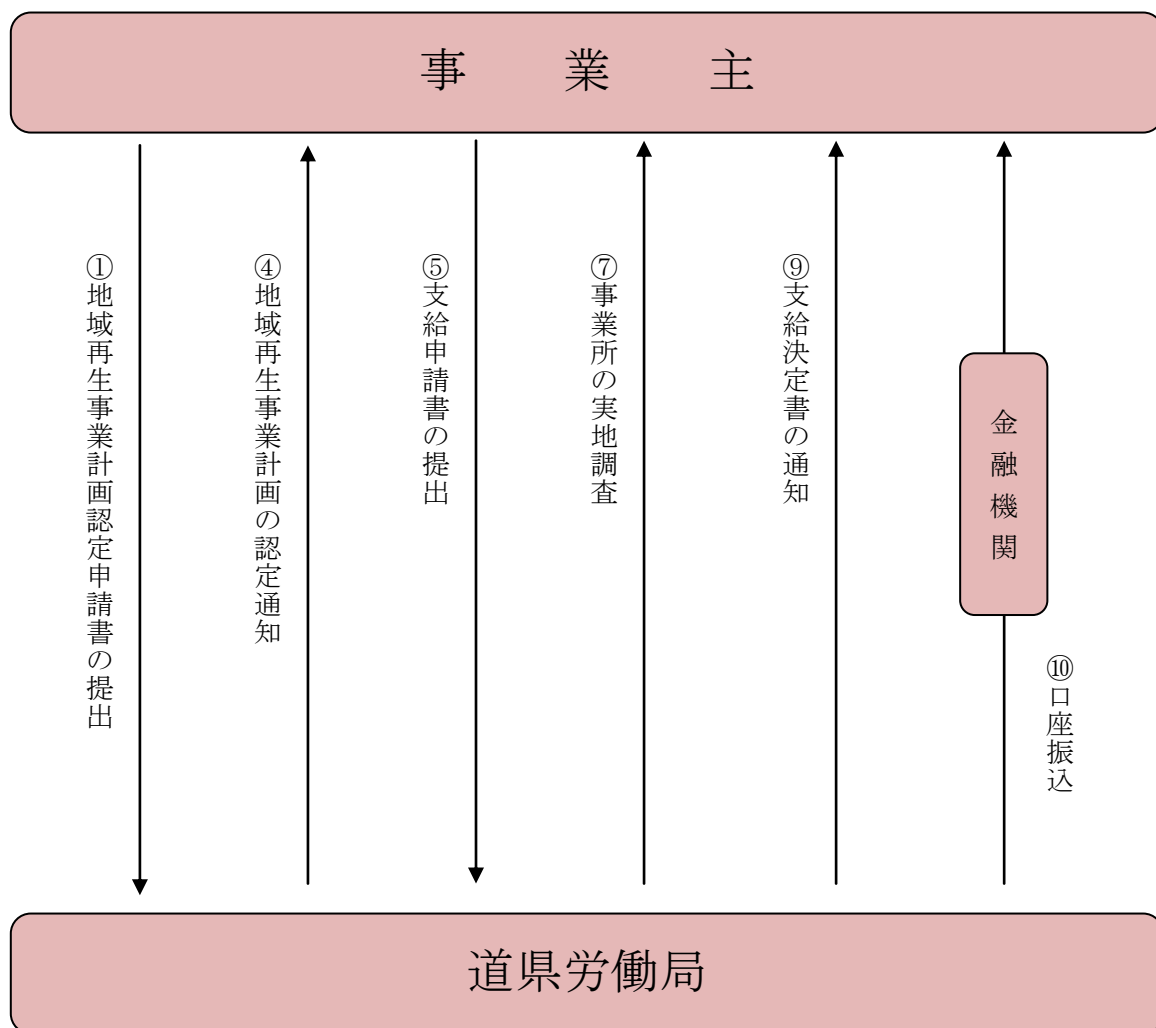 事業主
①地域再生事業計画認定申請書の提出
④地域再生事業計画の認定通知
⑤支給申請書の提出
⑦事業所の実地調査
⑨支給決定書の通知
金融機関
⑩口座振込
道県労働局